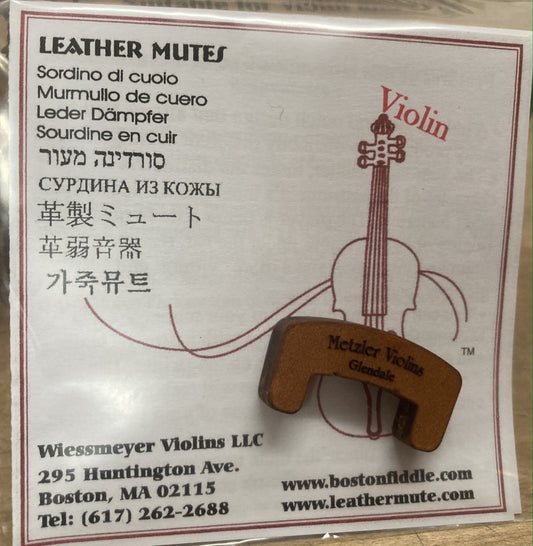 LEATHER MUTES
Sordino di cuoio
Murmullo de cuero
Leder Dämpfer
Sourdine en cuir
סורדינה מעור
СУРДИНА ИЗ КОЖЫ
革製ミュート
革弱音器
가죽뮤트
Violin
TM
Metzler Violins
Glendale
Wiessmeyer Violins LLC
295 Huntington Ave.
Boston, MA 02115
Tel: (617) 262-2688
www.bostonfiddle.com
www.leathermute.com